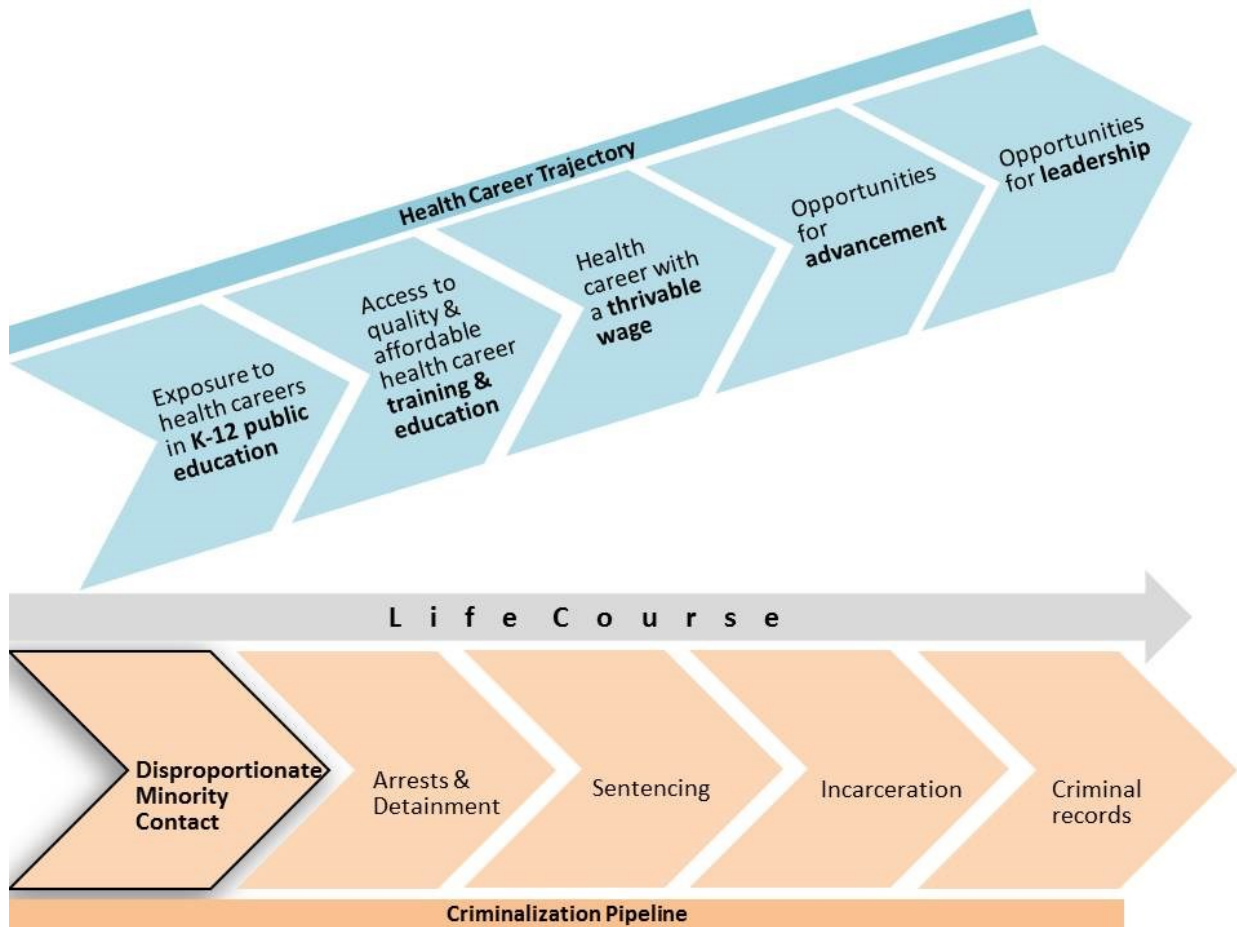 Health Career Trajectory
Exposure to
health careers
in K-12 public
education
Access to
quality &
affordable
health career
training &
education
Health
career with
a thrivable
wage
Opportunities
for
advancement
Opportunities
for leadership
Life Course
Disproportionate
Minority
Contact
Arrests &
Detainment
Sentencing
Incarceration
Criminal
records
Criminalization Pipeline